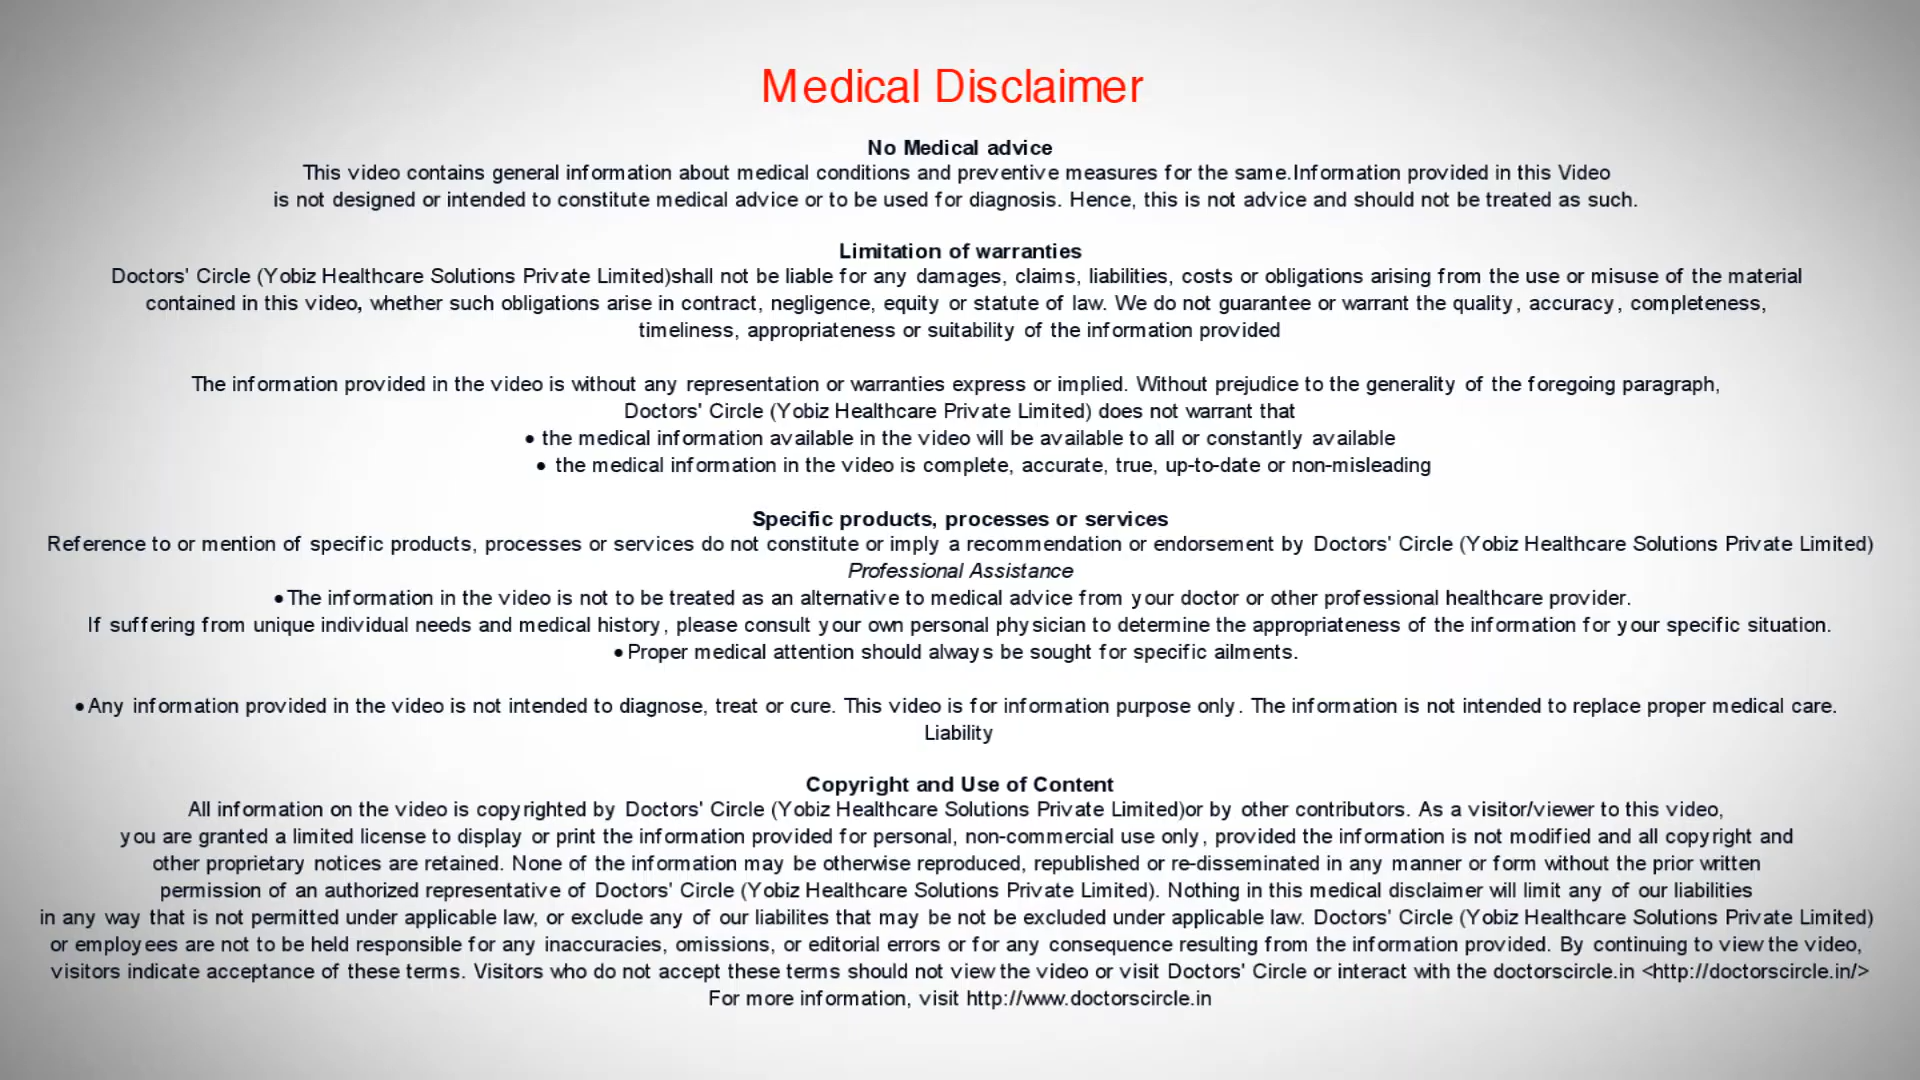 Medical Disclaimer
No Medical advice
This video contains general information about medical conditions and preventive measures for the same.Information provided in this Video
is not designed or intended to constitute medical advice or to be used for diagnosis. Hence, this is not advice and should not be treated as such.
Limitation of warranties
Doctors' Circle (Yobiz Healthcare Solutions Private Limited)shall not be liable for any damages, claims, liabilities, costs or obligations arising from the use or misuse of the material
contained in this video, whether such obligations arise in contract, negligence, equity or statute of law. We do not guarantee or warrant the quality, accuracy, completeness,
timeliness, appropriateness or suitability of the information provided
The information provided in the video is without any representation or warranties express or implied. Without prejudice to the generality of the foregoing paragraph,
Doctors' Circle (Yobiz Healthcare Private Limited) does not warrant that
• the medical information available in the video will be available to all or constantly available
• the medical information in the video is complete, accurate, true, up-to-date or non-misleading
Specific products, processes or services
Reference to or mention of specific products, processes or services do not constitute or imply a recommendation or endorsement by Doctors' Circle (Yobiz Healthcare Solutions Private Limited)
Professional Assistance
•The information in the video is not to be treated as an alternative to medical advice from your doctor or other professional healthcare provider.
If suffering from unique individual needs and medical history, please consult your own personal physician to determine the appropriateness of the information for your specific situation.
•Proper medical attention should always be sought for specific ailments.
•Any information provided in the video is not intended to diagnose, treat or cure. This video is for information purpose only. The information is not intended to replace proper medical care.
Liability
Copyright and Use of Content
All information on the video is copyrighted by Doctors' Circle (Yobiz Healthcare Solutions Private Limited)or by other contributors. As a visitor/viewer to this video,
you are granted a limited license to display or print the information provided for personal, non-commercial use only, provided the information is not modified and all copyright and
other proprietary notices are retained. None of the information may be otherwise reproduced, republished or re-disseminated in any manner or form without the prior written
permission of an authorized representative of Doctors' Circle (Yobiz Healthcare Solutions Private Limited). Nothing in this medical disclaimer will limit any of our liabilities
in any way that is not permitted under applicable law, or exclude any of our liabilites that may be not be excluded under applicable law. Doctors' Circle (Yobiz Healthcare Solutions Private Limited)
or employees are not to be held responsible for any inaccuracies, omissions, or editorial errors or for any consequence resulting from the information provided. By continuing to view the video,
visitors indicate acceptance of these terms. Visitors who do not accept these terms should not view the video or visit Doctors' Circle or interact with the doctorscircle.in <http://doctorscircle.in/>
For more information, visit http://www.doctorscircle.in